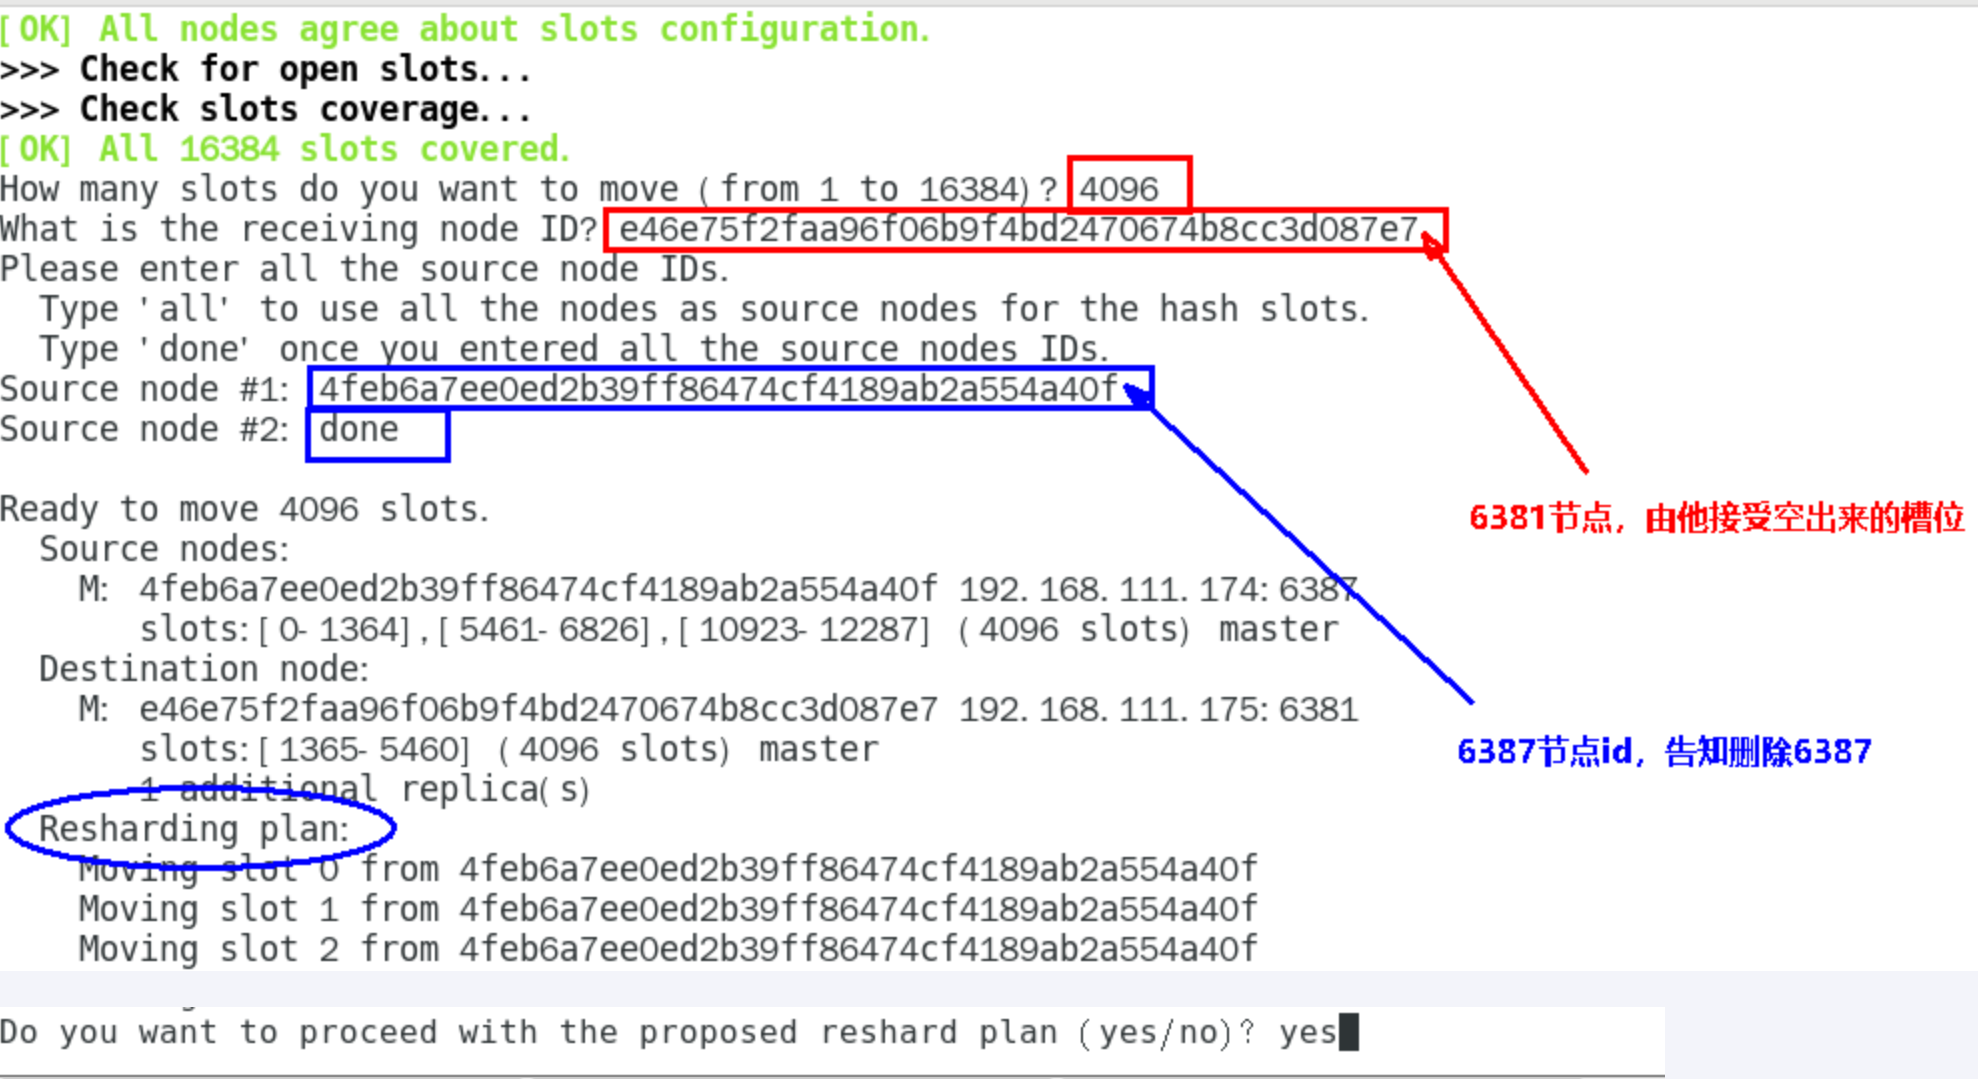 [OK] All nodes agree about slots configuration.
>>> Check for open slots...
>>> Check slots coverage...
[OK] All 16384 slots covered.
How many slots do you want to move (from 1 to 16384)? 4096
What is the receiving node ID? e46e75f2faa96f06b9f4bd2470674b8cc3d087e7
Please enter all the source node IDs.
Type 'all' to use all the nodes as source nodes for the hash slots.
Type 'done' once you entered all the source nodes IDs.
Source node #1: 4feb6a7ee0ed2b39ff86474cf4189ab2a554a40f
Source node #2: done
Ready to move 4096 slots.
6381节点，由他接受空出来的槽位
Source nodes:
M: 4feb6a7ee0ed2b39ff86474cf4189ab2a554a40f 192.168.111.174:6387
slots:[0-1364],[5461-6826],[10923-12287] (4096 slots) master
Destination node:
M: e46e75f2faa96f06b9f4bd2470674b8cc3d087e7 192.168.111.175:6381
slots:[1365-5460] (4096 slots) master
6387节点id，告知删除6387
1 additional replica(s)
Resharding plan:
Moving slot 0 from 4feb6a7ee0ed2b39ff86474cf4189ab2a554a40f
Moving slot 1 from 4feb6a7ee0ed2b39ff86474cf4189ab2a554a40f
Moving slot 2 from 4feb6a7ee0ed2b39ff86474cf4189ab2a554a40f
Do you want to proceed with the proposed reshard plan (yes/no)? yes